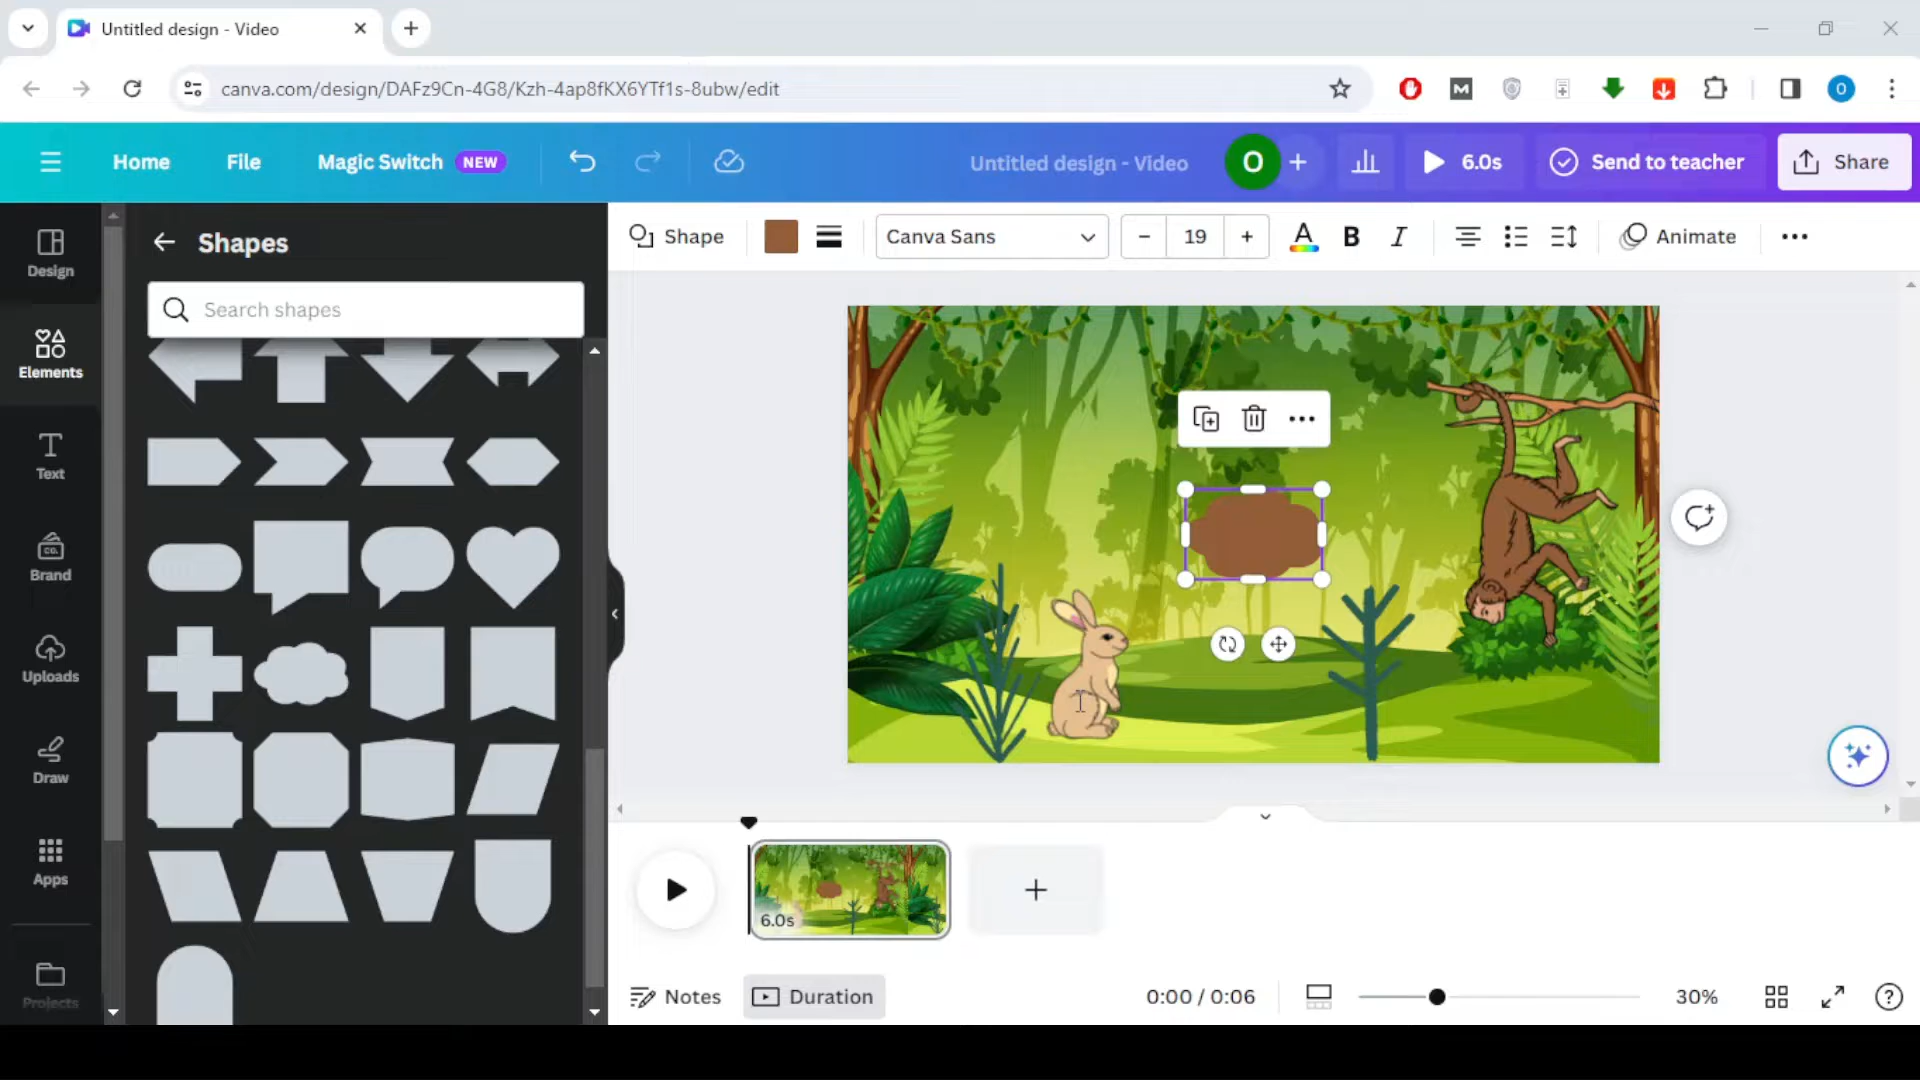 Untitled design - Video
canva.com/design/DAFz9Cn-4G8/Kzh-4ap8fKX6YTf1s-8ubw/edit
O
Home
File
Magic Switch NEW
Untitled design - Video
O
6.0s
Send to teacher
Share
Design
Elements
Text
CO.
Brand
Uploads
Draw
Apps
Projects
Shapes
Search shapes
Shape
Canva Sans
19
A
B
I
Animate
6.0s
Notes
Duration
0:00 / 0:06
30%